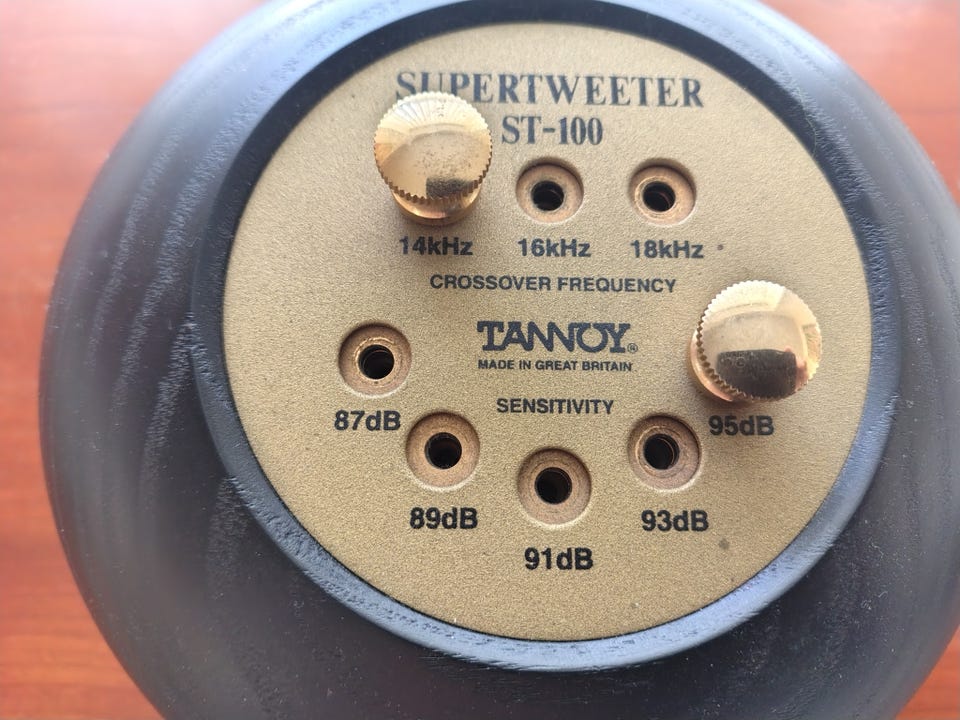 SUPERTWEETER
ST-100
14kHz 16kHz 18kHz
CROSSOVER FREQUENCY
TANNOY®
MADE IN GREAT BRITAIN
SENSITIVITY
87dB 95dB
89dB 93dB
91dB